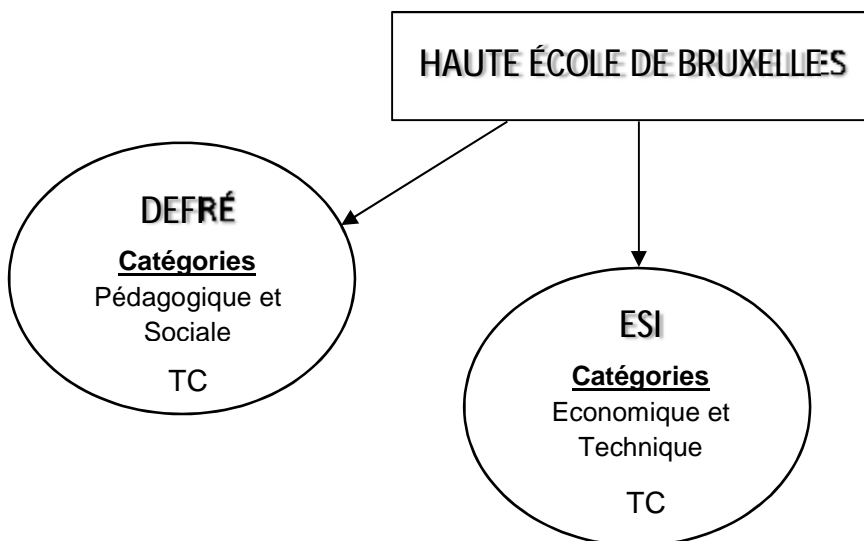 HAUTE ÉCOLE DE BRUXELLES
DEFRÉ
Catégories
Pédagogique et
Sociale
TC
ESI
Catégories
Economique et
Technique
TC